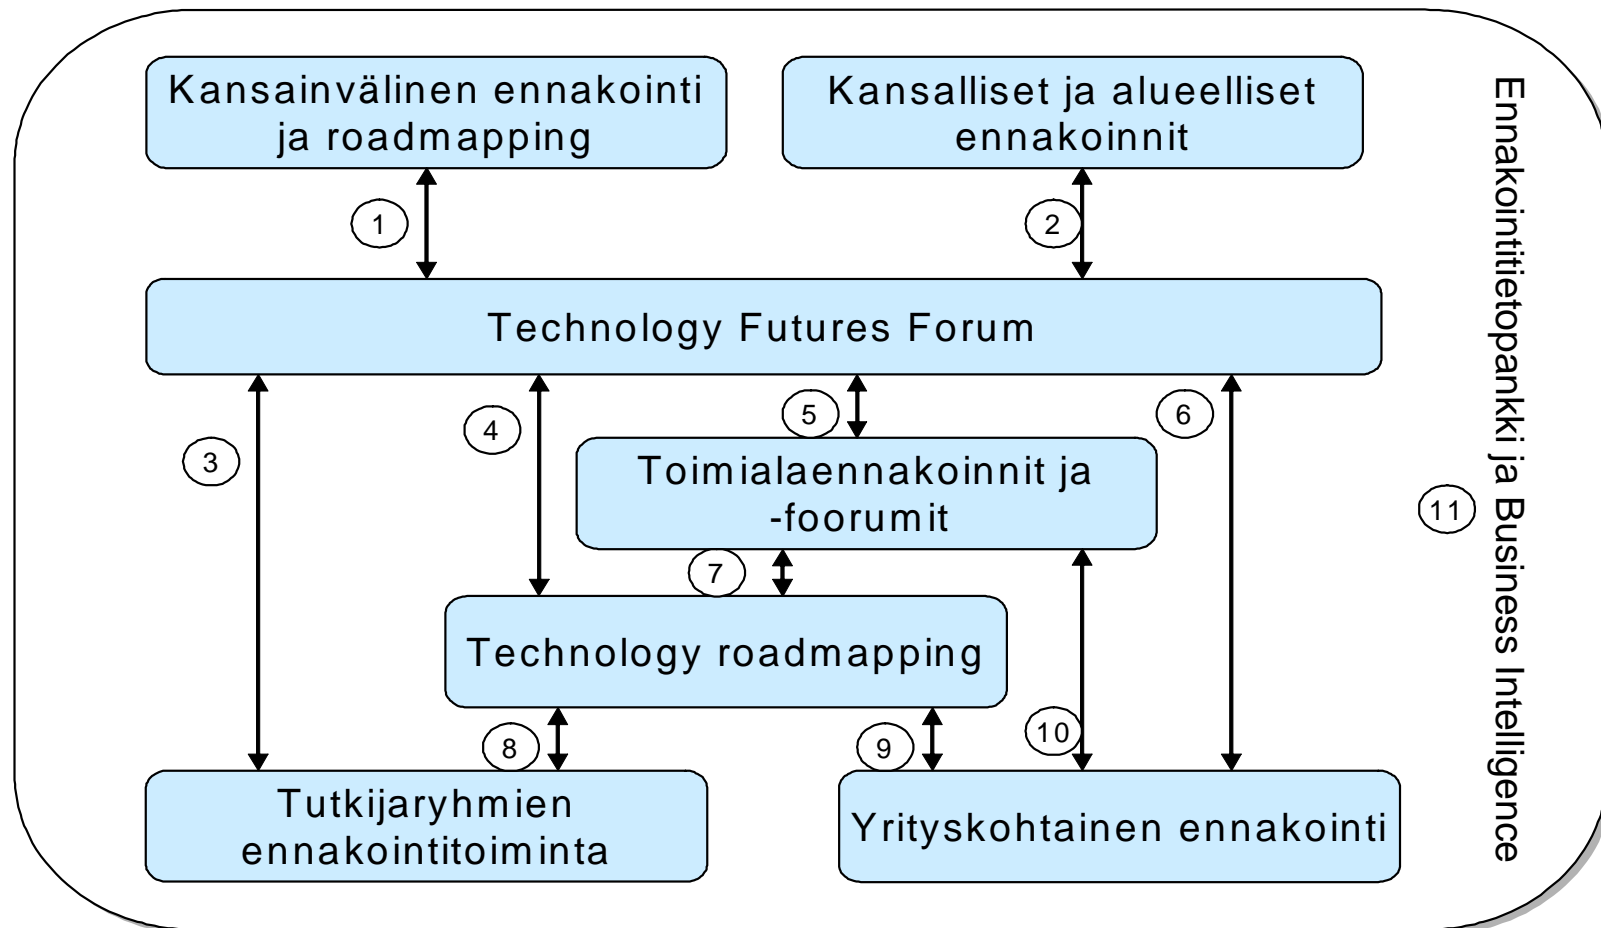 Kansainvälinen ennakointi
ja roadmapping
Kansalliset ja alueelliset
ennakoinnit
1
2
Technology Futures Forum
3
4
5
6
Toimialaennakoinnit ja
-foorumit
7
Technology roadmapping
8
9
10
Tutkijaryhmien
ennakointitoiminta
Yrityskohtainen ennakointi
11
Ennakointitietopankki ja Business Intelligence